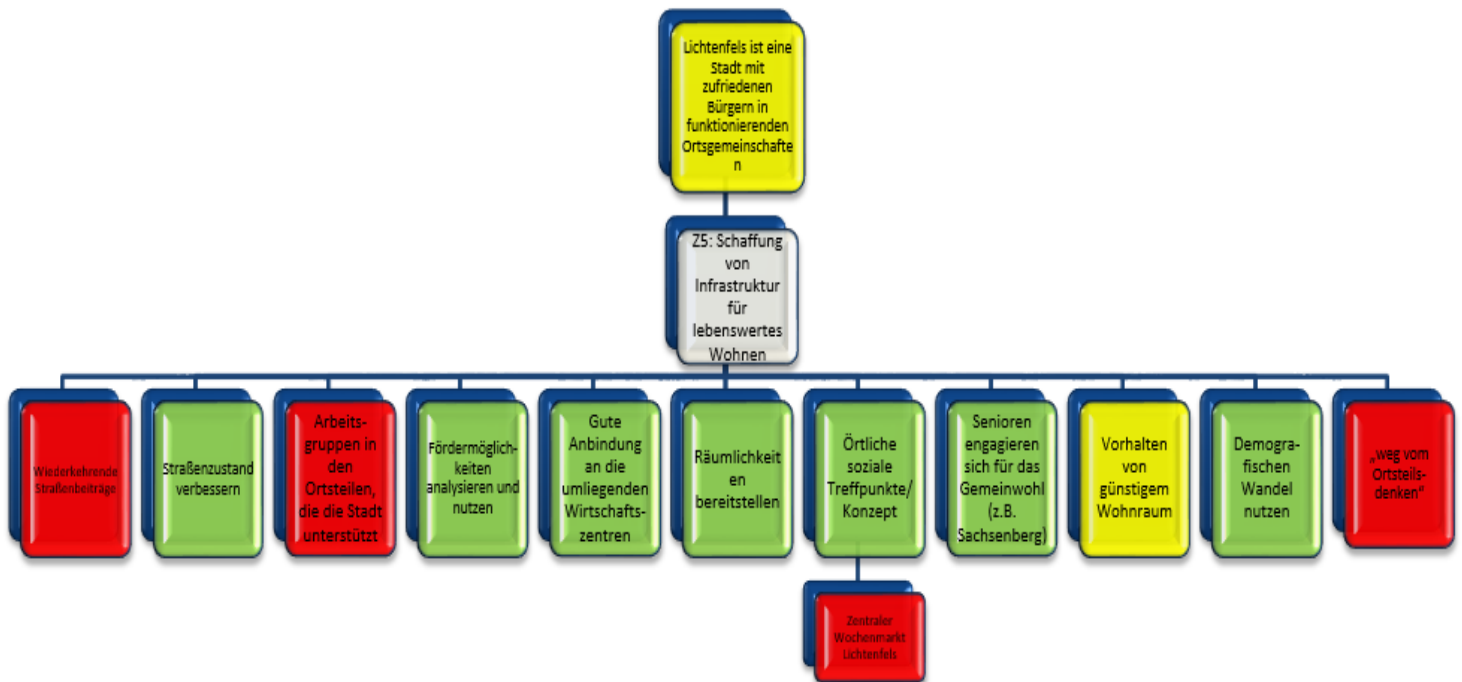 Lichtenfels ist eine
Stadt mit
zufriedenen
Bürgern in
funktionierenden
Ortsgemeinschafte
n
Z5: Schaffung
von
Infrastruktur
für
lebenswertes
Wohnen
Wiederkehrende
Straßenbeiträge
Straßenzustand
verbessern
Arbeits-
gruppen in
den
Ortsteilen,
die die Stadt
unterstützt
Fördermöglich-
keiten
analysieren und
nutzen
Gute
Anbindung
an die
umliegenden
Wirtschafts-
zentren
Räumlichkeit
en
bereitstellen
Örtliche
soziale
Treffpunkte/
Konzept
Senioren
engagieren
sich für das
Gemeinwohl
(z.B.
Sachsenberg)
Vorhalten
von
günstigem
Wohnraum
Demogra-
fischen
Wandel
nutzen
„weg vom
Ortsteils-
denken“
Zentraler
Wochenmarkt
Lichtenfels